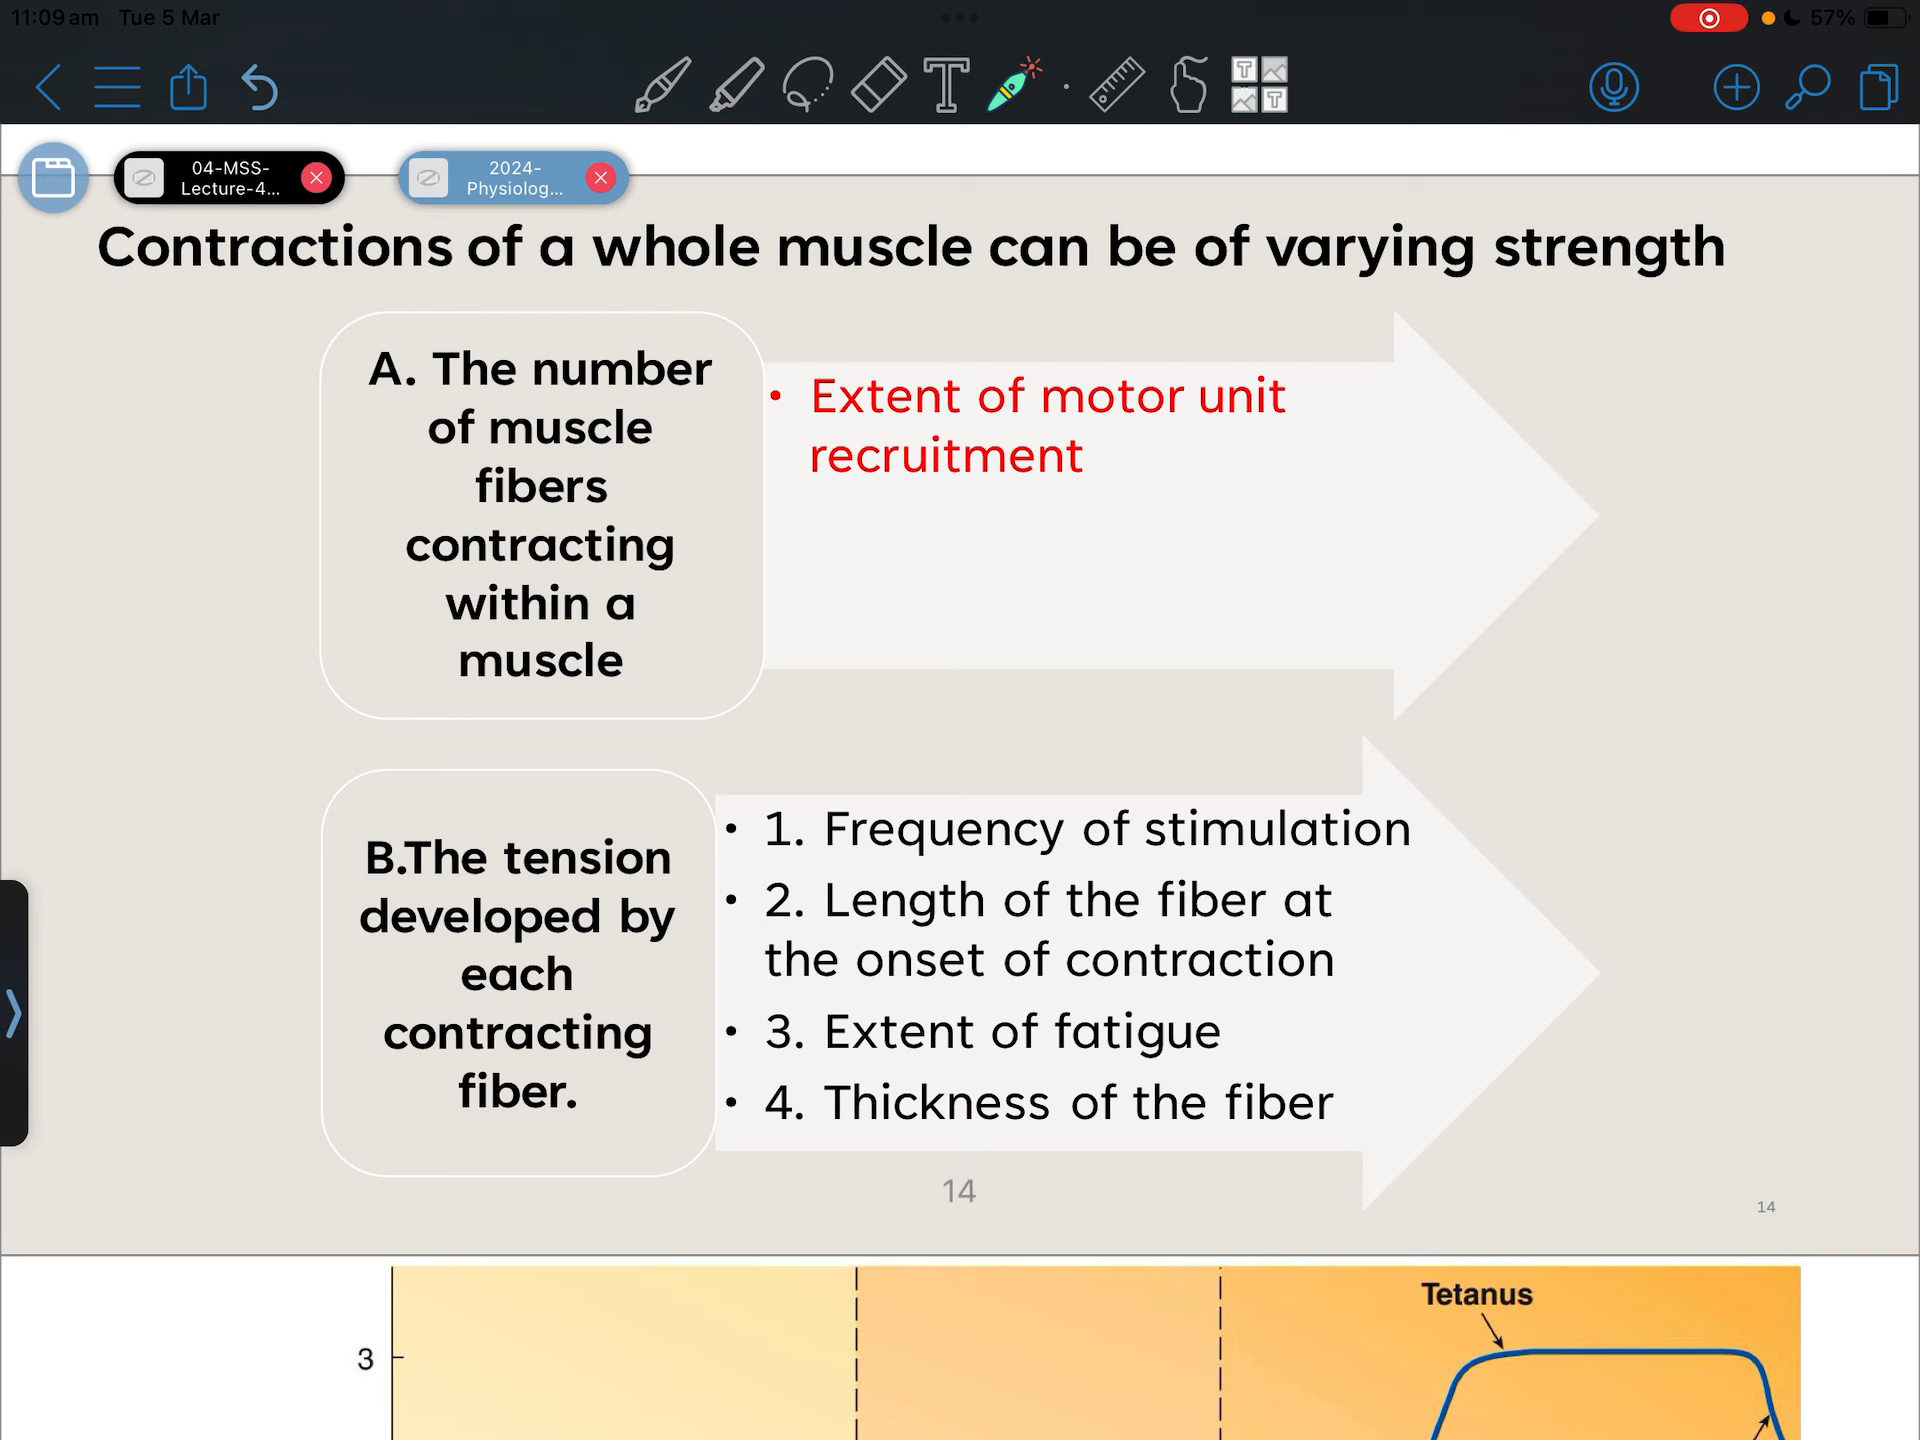 11:09 am Tue 5 Mar
57%
04-MSS-
Lecture-4...
2024-
Physiolog...
Contractions of a whole muscle can be of varying strength
A. The number
of muscle
fibers
contracting
within a
muscle
• Extent of motor unit
recruitment
B.The tension
developed by
each
contracting
fiber.
• 1. Frequency of stimulation
• 2. Length of the fiber at
the onset of contraction
• 3. Extent of fatigue
• 4. Thickness of the fiber
14
14
Tetanus
3